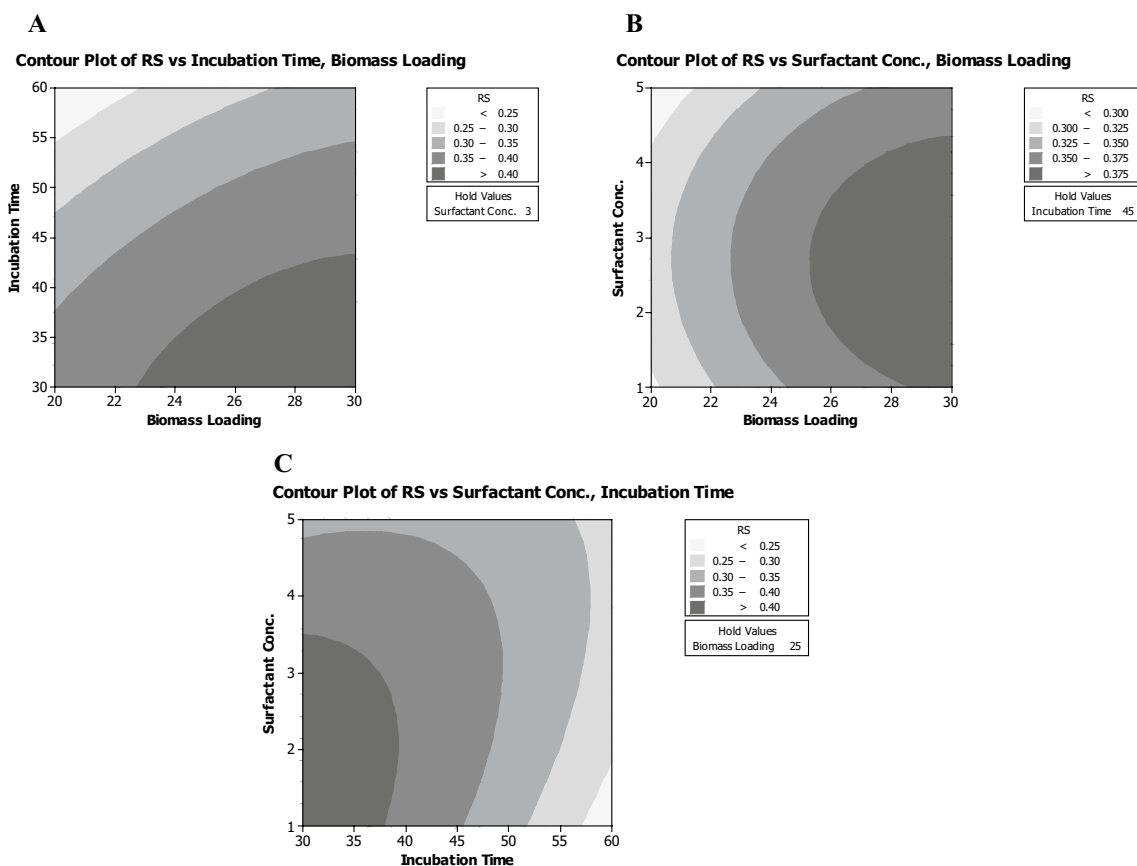 A
Contour Plot of RS vs Incubation Time, Biomass Loading
Incubation Time
60
55
50
45
40
35
30
20 22 24 26 28 30
Biomass Loading
RS
< 0.25
0.25 – 0.30
0.30 – 0.35
0.35 – 0.40
> 0.40
Hold Values
Surfactant Conc. 3
B
Contour Plot of RS vs Surfactant Conc., Biomass Loading
Surfactant Conc.
5
4
3
2
1
20 22 24 26 28 30
Biomass Loading
RS
< 0.300
0.300 – 0.325
0.325 – 0.350
0.350 – 0.375
> 0.375
Hold Values
Incubation Time 45
C
Contour Plot of RS vs Surfactant Conc., Incubation Time
Surfactant Conc.
5
4
3
2
1
30 35 40 45 50 55 60
Incubation Time
RS
< 0.25
0.25 – 0.30
0.30 – 0.35
0.35 – 0.40
> 0.40
Hold Values
Biomass Loading 25